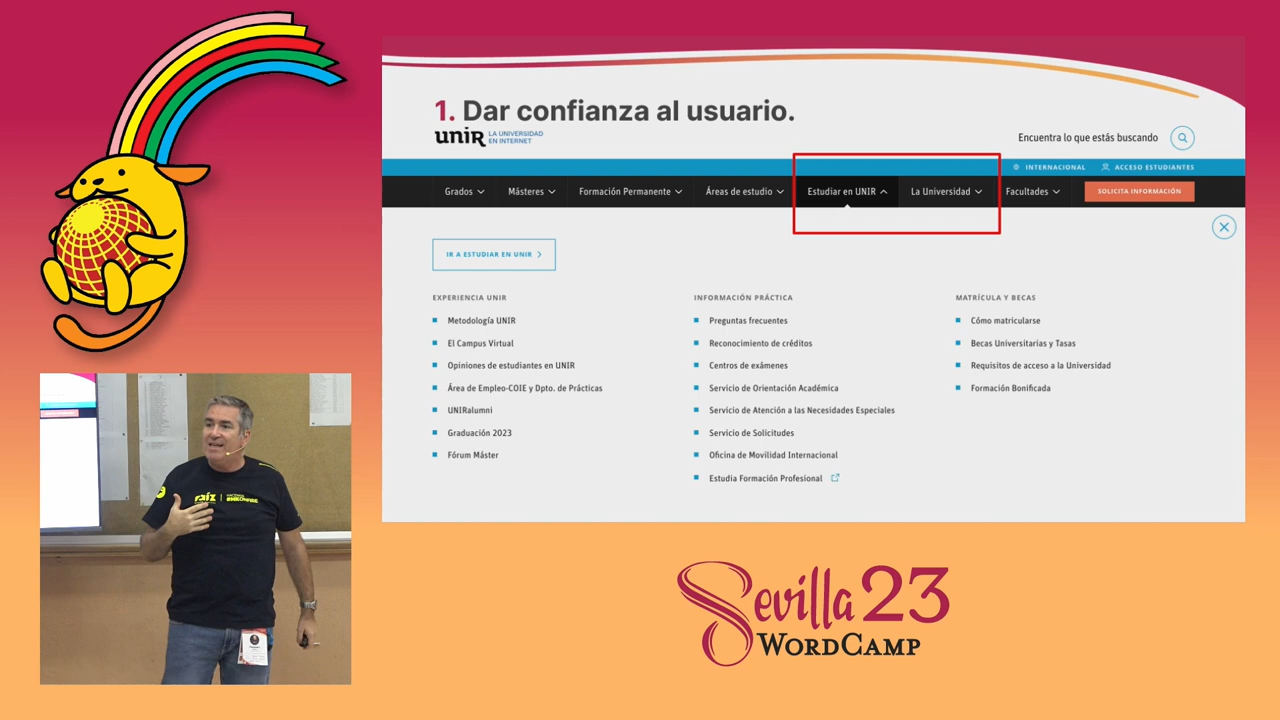 1. Dar confianza al usuario.
unir LA UNIVERSIDAD
EN INTERNET
Encuentra lo que estás buscando
INTERNACIONAL
ACCESO ESTUDIANTES
Grados
Másteres
Formación Permanente
Áreas de estudio
Estudiar en UNIR
La Universidad
Facultades
SOLICITA INFORMACIÓN
IR A ESTUDIAR EN UNIR
EXPERIENCIA UNIR
Metodología UNIR
El Campus Virtual
Opiniones de estudiantes en UNIR
Área de Empleo-COIE y Dpto. de Prácticas
UNIRalumni
Graduación 2023
Fórum Máster
INFORMACIÓN PRÁCTICA
Preguntas frecuentes
Reconocimiento de créditos
Centros de exámenes
Servicio de Orientación Académica
Servicio de Atención a las Necesidades Especiales
Servicio de Solicitudes
Oficina de Movilidad Internacional
Estudia Formación Profesional
MATRÍCULA Y BECAS
Cómo matricularse
Becas Universitarias y Tasas
Requisitos de acceso a la Universidad
Formación Bonificada
raíz
Sevilla 23
WORDCAMP